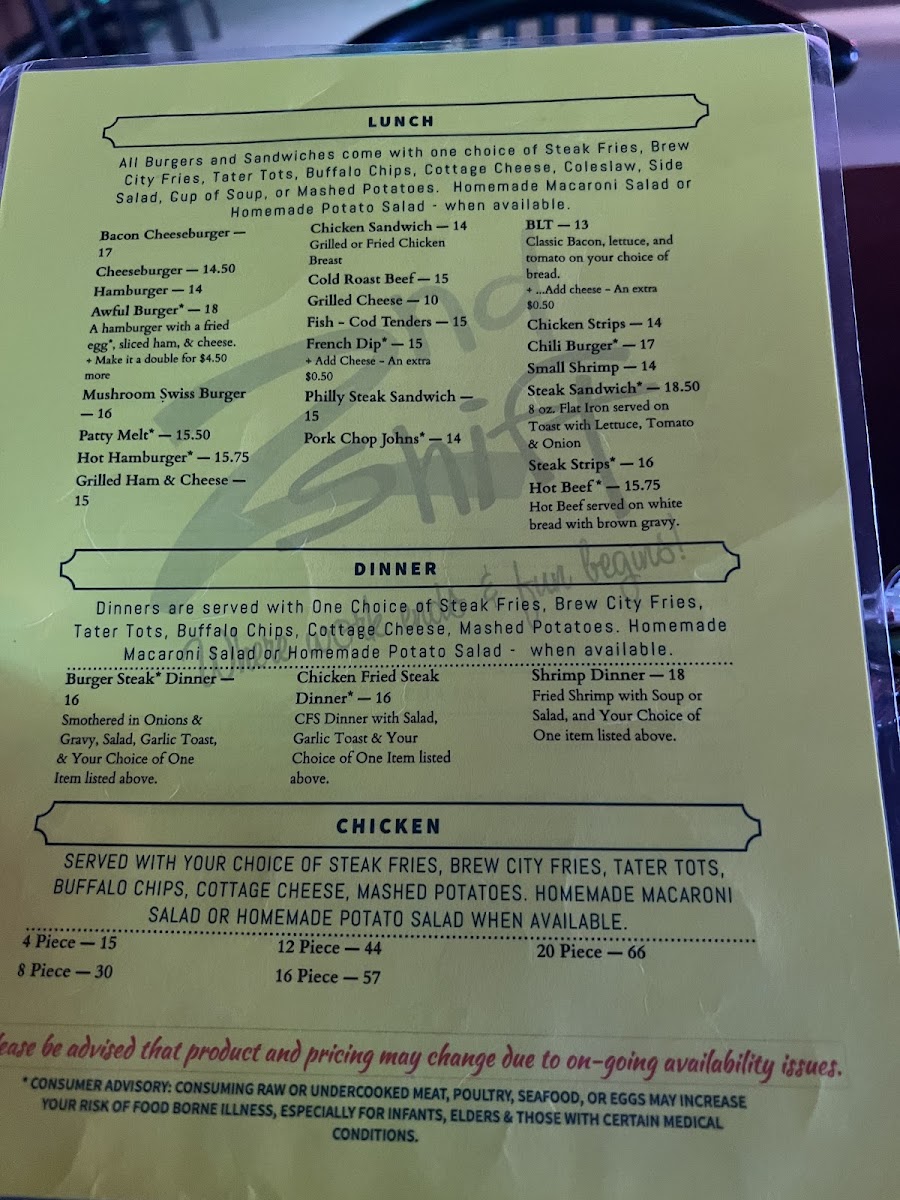 LUNCH
All Burgers and Sandwiches come with one choice of Steak Fries, Brew
City Fries, Tater Tots, Buffalo Chips, Cottage Cheese, Coleslaw, Side
Salad, Cup of Soup, or Mashed Potatoes. Homemade Macaroni Salad or
Homemade Potato Salad - when available.
Bacon Cheeseburger —
17
Cheeseburger — 14.50
Hamburger — 14
Awful Burger* — 18
A hamburger with a fried
egg*, sliced ham, & cheese.
+ Make it a double for $4.50
more
Mushroom Swiss Burger
— 16
Patty Melt* — 15.50
Hot Hamburger* — 15.75
Grilled Ham & Cheese —
15
Chicken Sandwich — 14
Grilled or Fried Chicken
Breast
Cold Roast Beef — 15
Grilled Cheese — 10
Fish - Cod Tenders — 15
French Dip* — 15
+ Add Cheese - An extra
$0.50
Philly Steak Sandwich —
15
Pork Chop Johns* — 14
BLT — 13
Classic Bacon, lettuce, and
tomato on your choice of
bread.
+ ...Add cheese - An extra
$0.50
Chicken Strips — 14
Chili Burger* — 17
Small Shrimp — 14
Steak Sandwich* — 18.50
8 oz. Flat Iron served on
Toast with Lettuce, Tomato
& Onion
Steak Strips* — 16
Hot Beef* — 15.75
Hot Beef served on white
bread with brown gravy.
2nd
Shift
Where work ends & fun begins!
DINNER
Dinners are served with One Choice of Steak Fries, Brew City Fries,
Tater Tots, Buffalo Chips, Cottage Cheese, Mashed Potatoes. Homemade
Macaroni Salad or Homemade Potato Salad - when available.
Burger Steak* Dinner —
16
Smothered in Onions &
Gravy, Salad, Garlic Toast,
& Your Choice of One
Item listed above.
Chicken Fried Steak
Dinner* — 16
CFS Dinner with Salad,
Garlic Toast & Your
Choice of One Item listed
above.
Shrimp Dinner — 18
Fried Shrimp with Soup or
Salad, and Your Choice of
One item listed above.
CHICKEN
SERVED WITH YOUR CHOICE OF STEAK FRIES, BREW CITY FRIES, TATER TOTS,
BUFFALO CHIPS, COTTAGE CHEESE, MASHED POTATOES. HOMEMADE MACARONI
SALAD OR HOMEMADE POTATO SALAD WHEN AVAILABLE.
4 Piece — 15
8 Piece — 30
12 Piece — 44
16 Piece — 57
20 Piece — 66
ease be advised that product and pricing may change due to on-going availability issues.
* CONSUMER ADVISORY: CONSUMING RAW OR UNDERCOOKED MEAT, POULTRY, SEAFOOD, OR EGGS MAY INCREASE
YOUR RISK OF FOOD BORNE ILLNESS, ESPECIALLY FOR INFANTS, ELDERS & THOSE WITH CERTAIN MEDICAL
CONDITIONS.